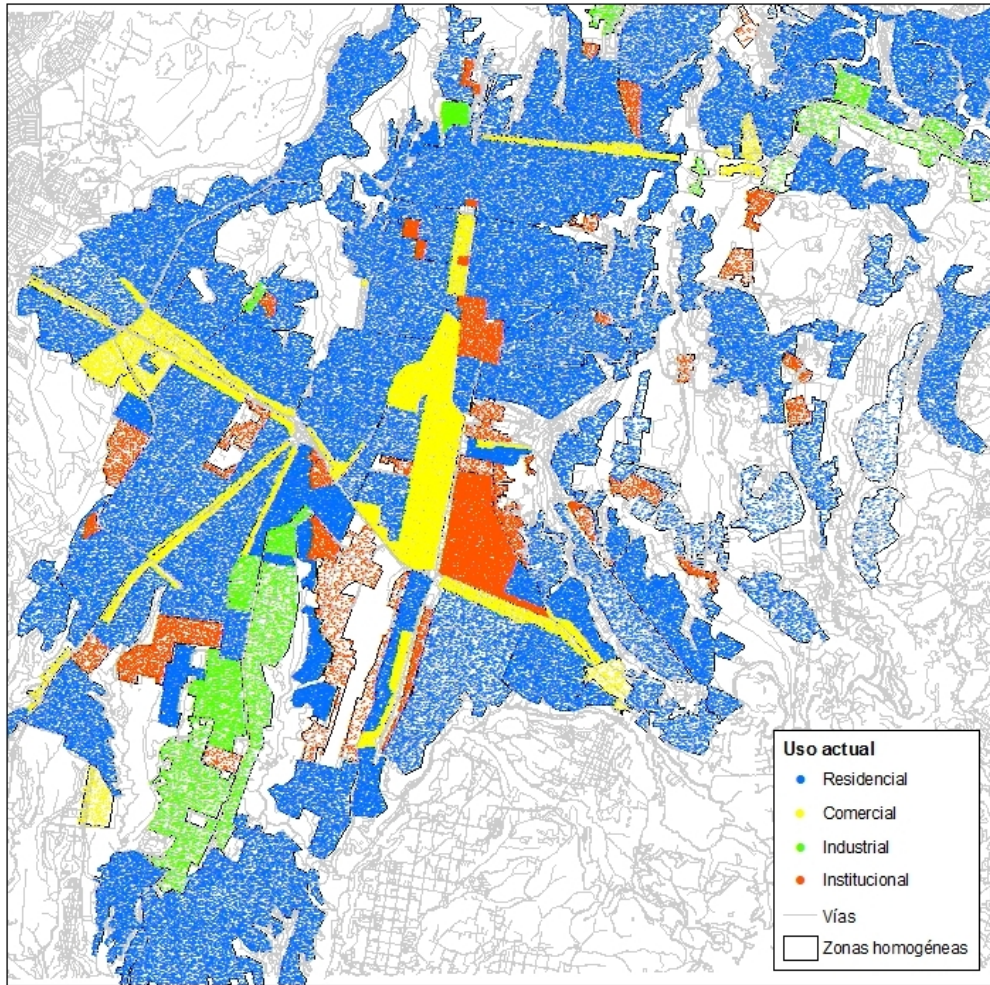 Uso actual
Residencial
Comercial
Industrial
Institucional
Vías
Zonas homogéneas